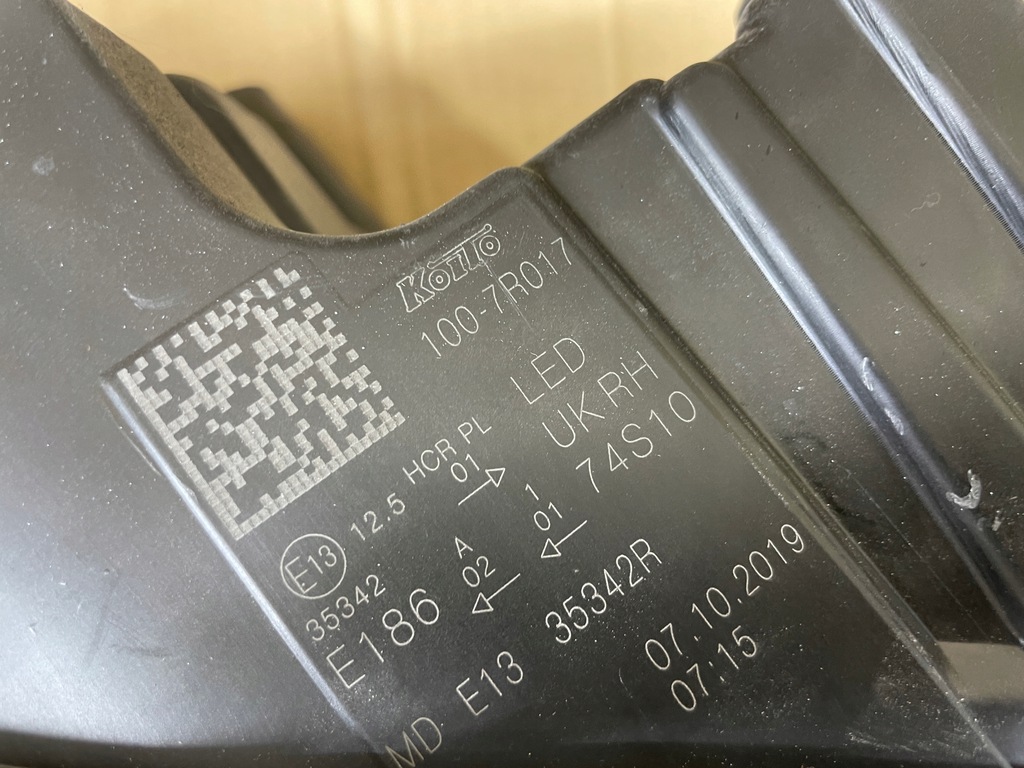 KOITO
100-7R017
LED
UK RH
74S10
12.5 HCR PL
01
1
01
A
02
E13
35342
E186
MD E13 35342R
07.10.2019
07:15